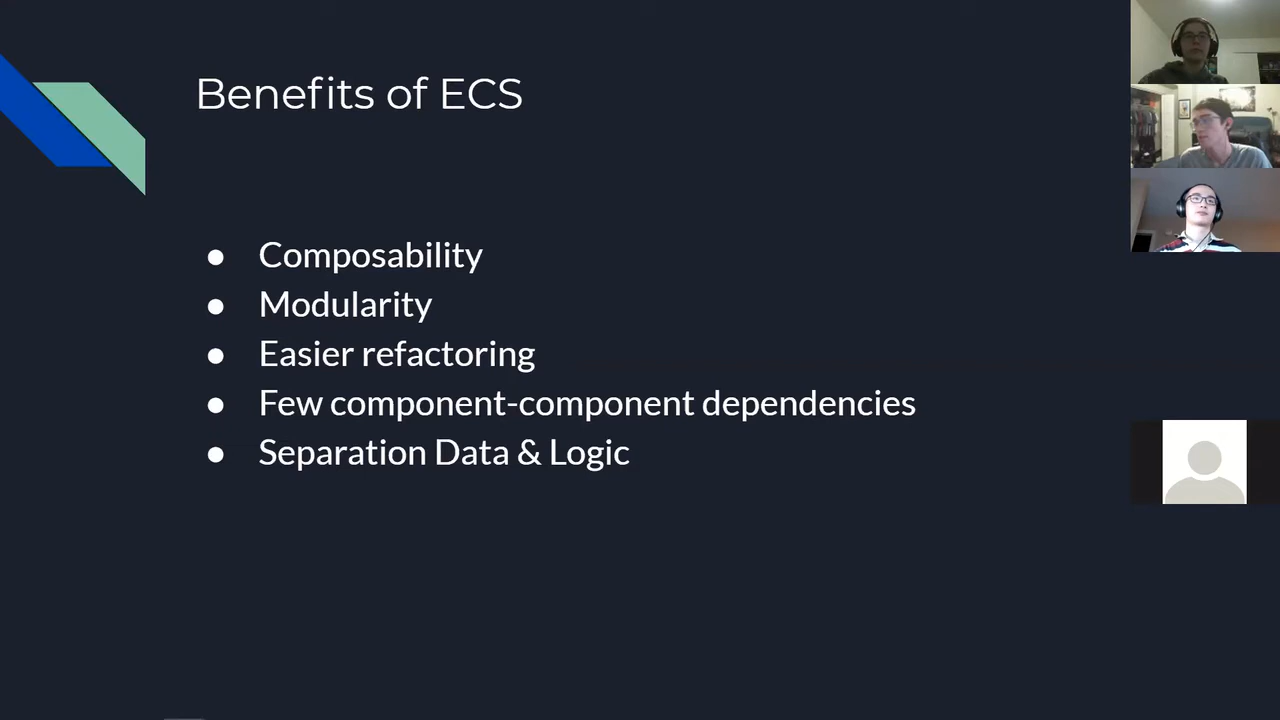 Benefits of ECS
● Composability
● Modularity
● Easier refactoring
● Few component-component dependencies
● Separation Data & Logic